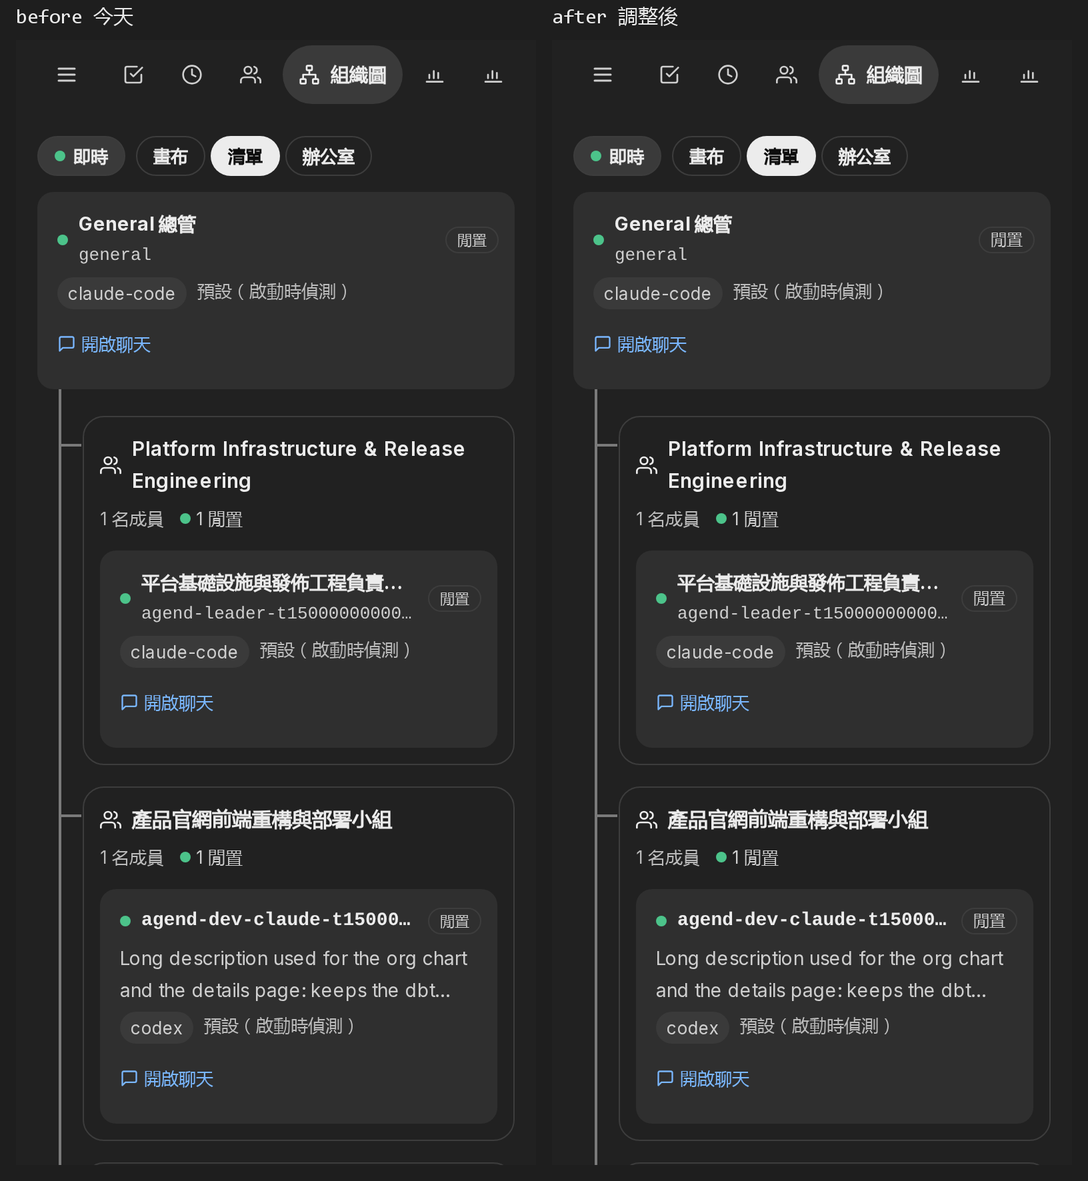 before 今天
組織圖
即時 畫布 清單 辦公室
General 總管
general
閒置
claude-code 預設（啟動時偵測）
開啟聊天
Platform Infrastructure & Release
Engineering
1 名成員 1 閒置
平台基礎設施與發佈工程負責…
agend-leader-t15000000000…
閒置
claude-code 預設（啟動時偵測）
開啟聊天
產品官網前端重構與部署小組
1 名成員 1 閒置
agend-dev-claude-t15000… 閒置
Long description used for the org chart
and the details page: keeps the dbt…
codex 預設（啟動時偵測）
開啟聊天
after 調整後
組織圖
即時 畫布 清單 辦公室
General 總管
general
閒置
claude-code 預設（啟動時偵測）
開啟聊天
Platform Infrastructure & Release
Engineering
1 名成員 1 閒置
平台基礎設施與發佈工程負責…
agend-leader-t15000000000…
閒置
claude-code 預設（啟動時偵測）
開啟聊天
產品官網前端重構與部署小組
1 名成員 1 閒置
agend-dev-claude-t15000… 閒置
Long description used for the org chart
and the details page: keeps the dbt…
codex 預設（啟動時偵測）
開啟聊天